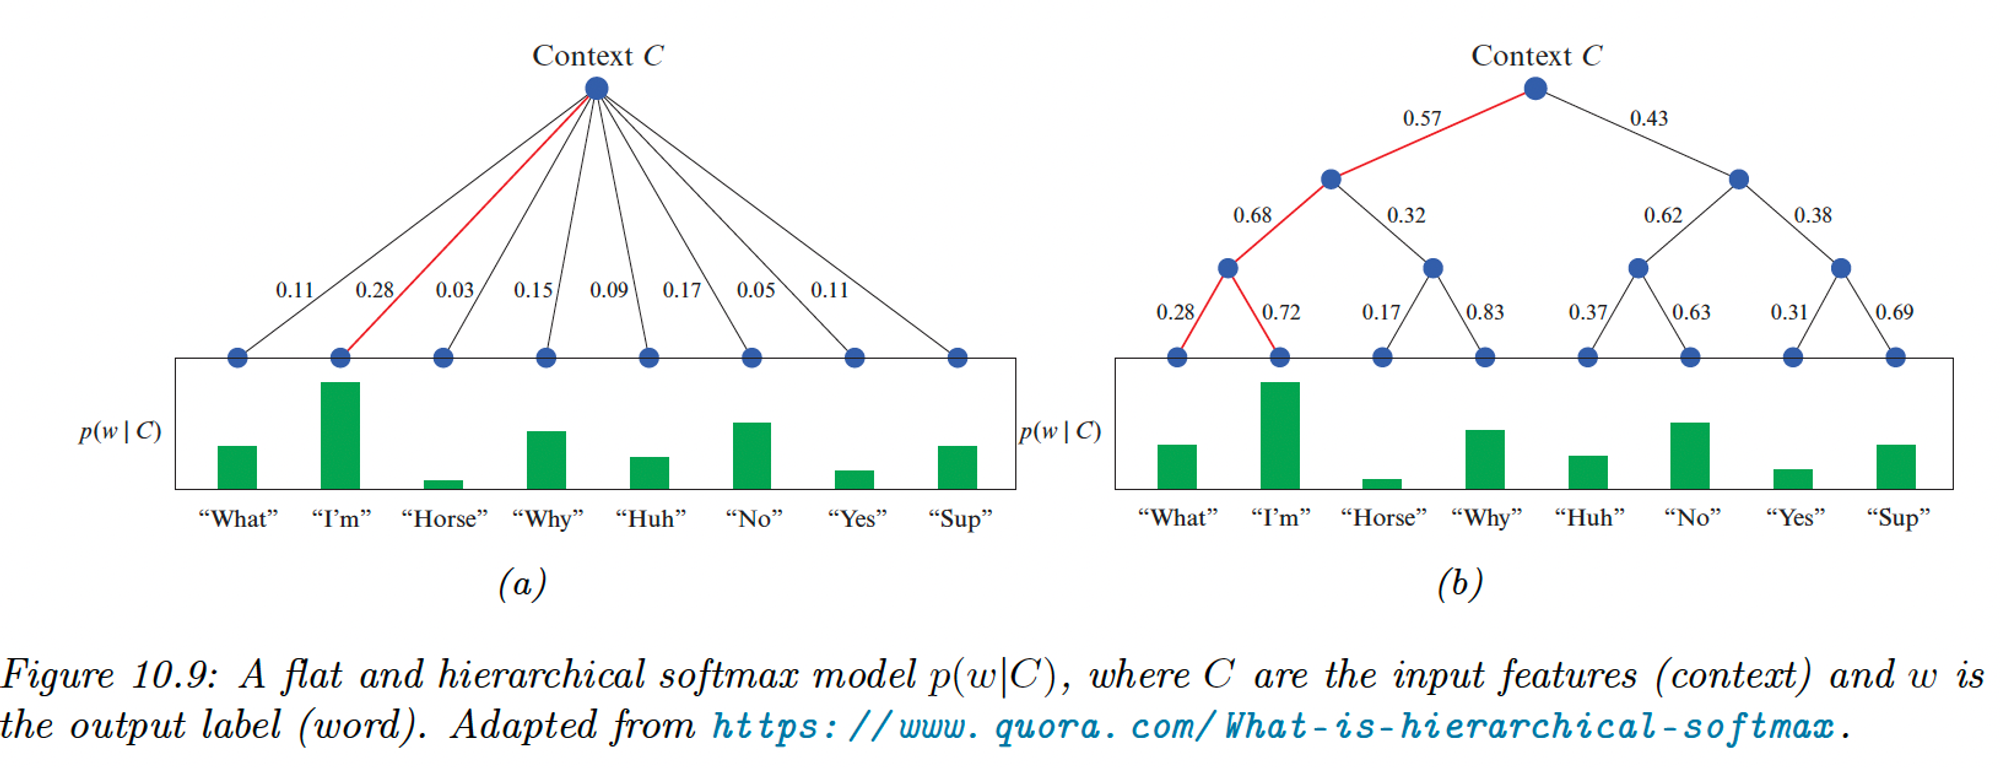 Context C
0.11 0.28 0.03 0.15 0.09 0.17 0.05 0.11
p(w | C)
“What” “I’m” “Horse” “Why” “Huh” “No” “Yes” “Sup”
(a)
Context C
0.57 0.43
0.68 0.32 0.62 0.38
0.28 0.72 0.17 0.83 0.37 0.63 0.31 0.69
p(w | C)
“What” “I’m” “Horse” “Why” “Huh” “No” “Yes” “Sup”
(b)
Figure 10.9: A flat and hierarchical softmax model p(w|C), where C are the input features (context) and w is
the output label (word). Adapted from https://www.quora.com/What-is-hierarchical-softmax.